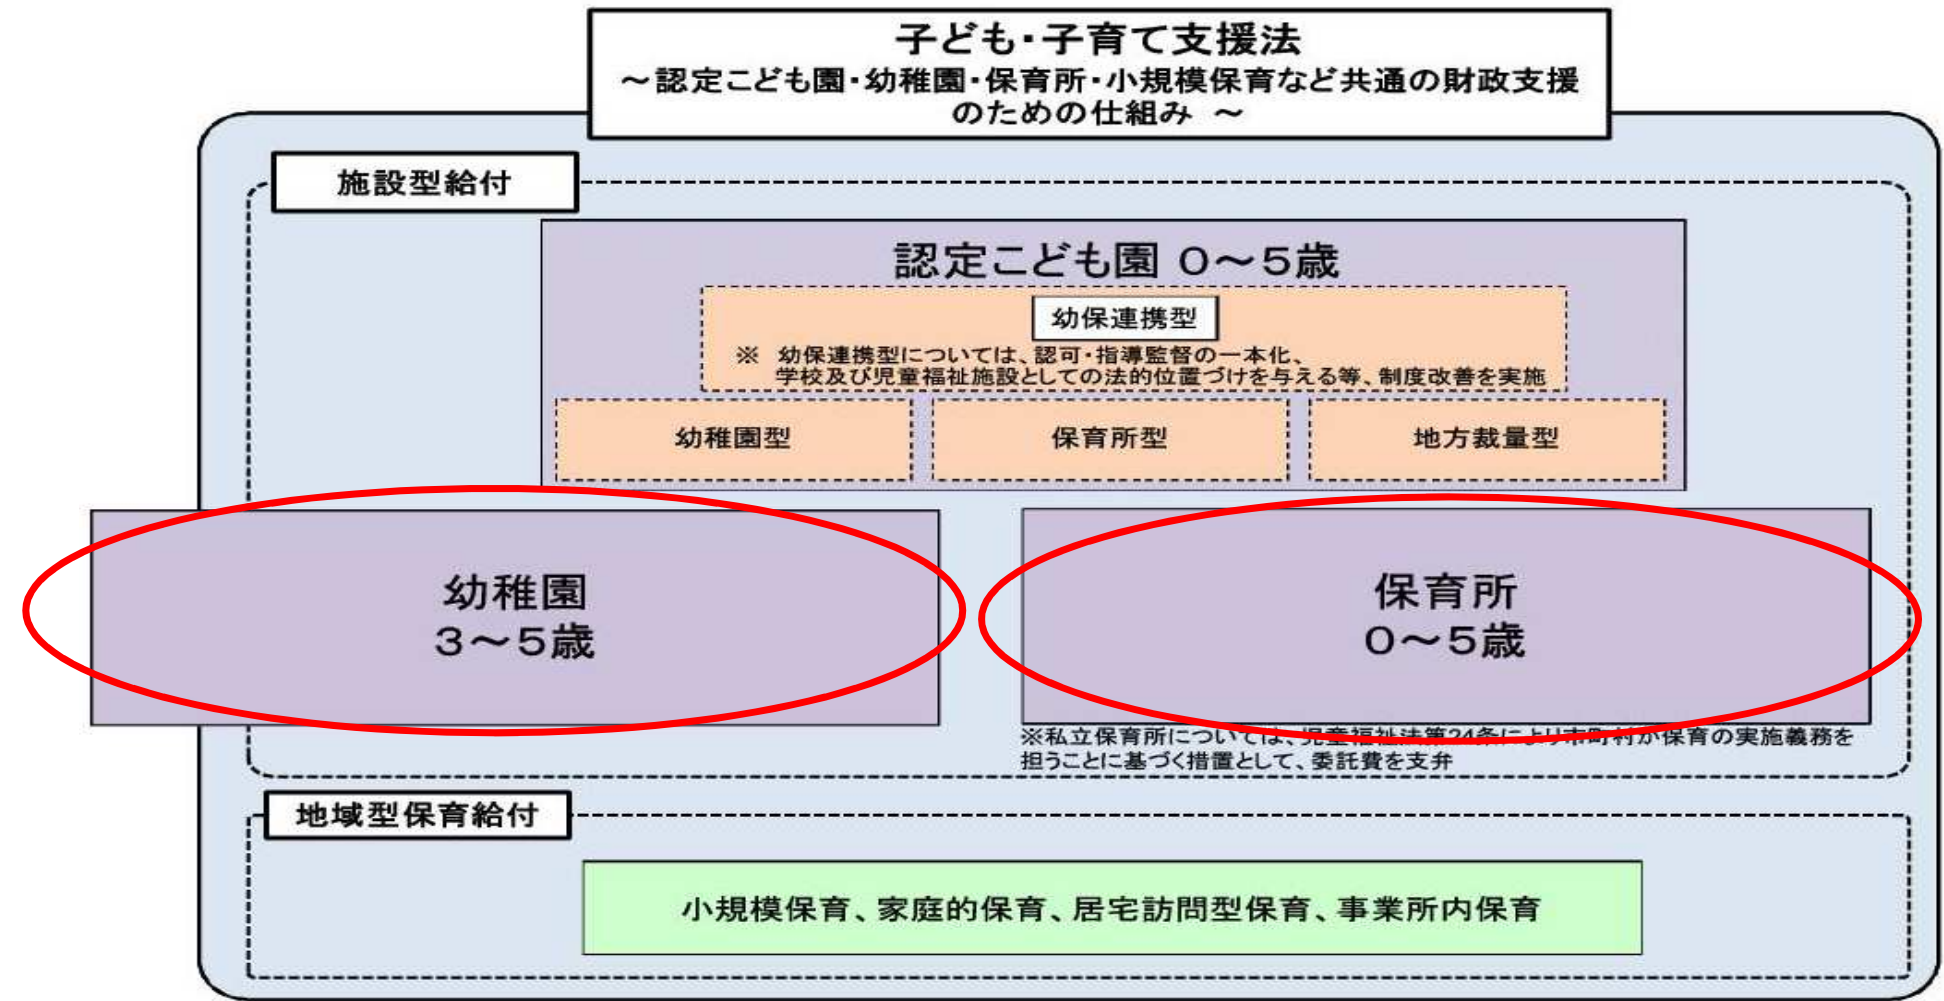 子ども・子育て支援法
～認定こども園・幼稚園・保育所・小規模保育など共通の財政支援
のための仕組み ～
施設型給付
認定こども園 ０～５歳
幼保連携型
※ 幼保連携型については、認可・指導監督の一本化、
学校及び児童福祉施設としての法的位置づけを与える等、制度改善を実施
幼稚園型
保育所型
地方裁量型
幼稚園
３～５歳
保育所
０～５歳
※私立保育所については、児童福祉法第24条により市町村が保育の実施義務を
担うことに基づく措置として、委託費を支弁
地域型保育給付
小規模保育、家庭的保育、居宅訪問型保育、事業所内保育